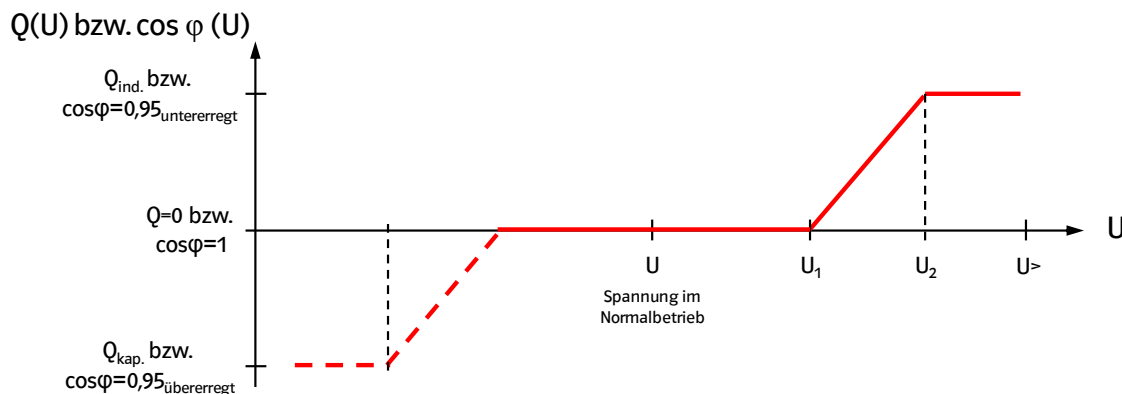 Q(U) bzw. cos φ (U)
Qind. bzw.
cosφ=0,95untererregt
Q=0 bzw.
cosφ=1
U
U
U1
U2
U>
Spannung im
Normalbetrieb
Qkap. bzw.
cosφ=0,95übererregt